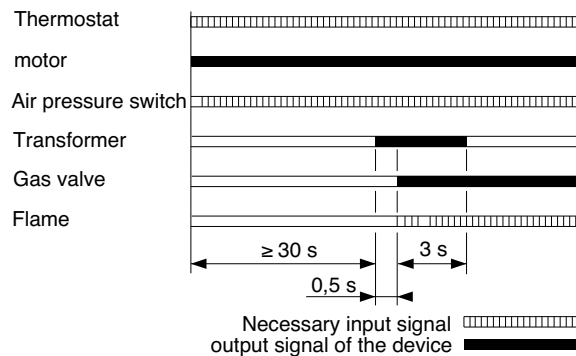 Thermostat
motor
Air pressure switch
Transformer
Gas valve
Flame
≥ 30 s
3 s
0,5 s
Necessary input signal
output signal of the device